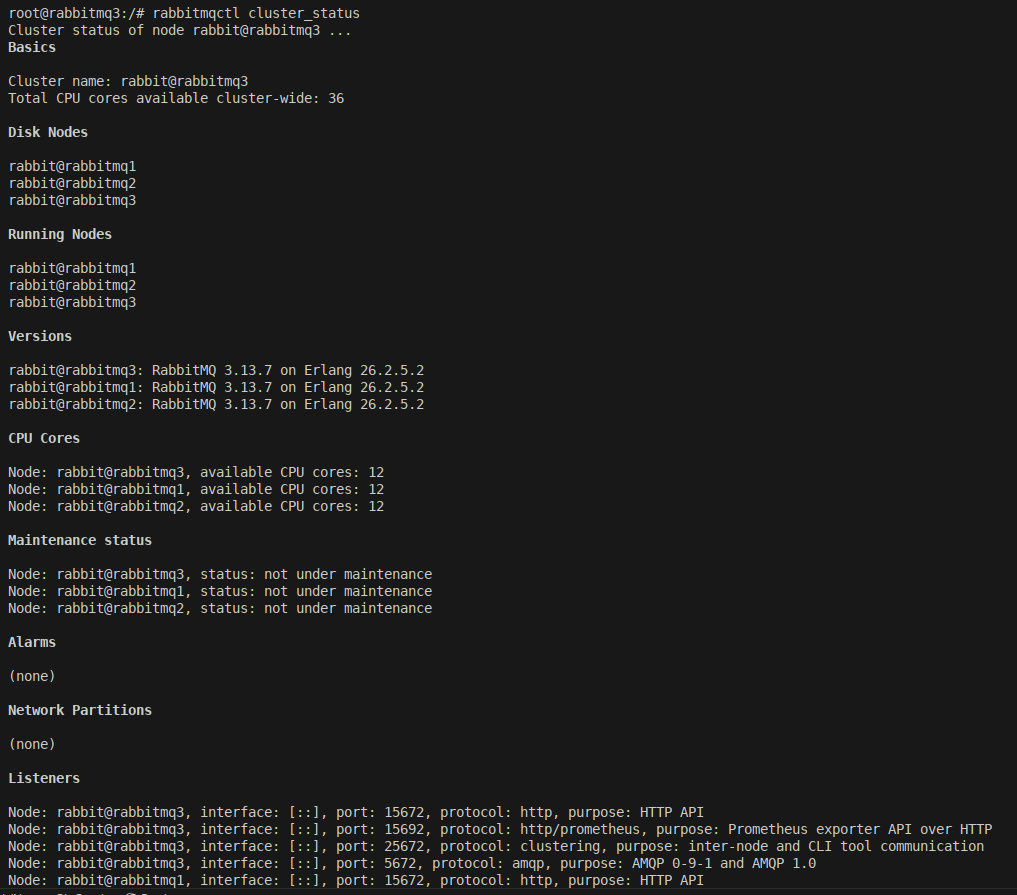 root@rabbitmq3:/# rabbitmqctl cluster_status
Cluster status of node rabbit@rabbitmq3 ...
Basics
Cluster name: rabbit@rabbitmq3
Total CPU cores available cluster-wide: 36
Disk Nodes
rabbit@rabbitmq1
rabbit@rabbitmq2
rabbit@rabbitmq3
Running Nodes
rabbit@rabbitmq1
rabbit@rabbitmq2
rabbit@rabbitmq3
Versions
rabbit@rabbitmq3: RabbitMQ 3.13.7 on Erlang 26.2.5.2
rabbit@rabbitmq1: RabbitMQ 3.13.7 on Erlang 26.2.5.2
rabbit@rabbitmq2: RabbitMQ 3.13.7 on Erlang 26.2.5.2
CPU Cores
Node: rabbit@rabbitmq3, available CPU cores: 12
Node: rabbit@rabbitmq1, available CPU cores: 12
Node: rabbit@rabbitmq2, available CPU cores: 12
Maintenance status
Node: rabbit@rabbitmq3, status: not under maintenance
Node: rabbit@rabbitmq1, status: not under maintenance
Node: rabbit@rabbitmq2, status: not under maintenance
Alarms
(none)
Network Partitions
(none)
Listeners
Node: rabbit@rabbitmq3, interface: [::], port: 15672, protocol: http, purpose: HTTP API
Node: rabbit@rabbitmq3, interface: [::], port: 15692, protocol: http/prometheus, purpose: Prometheus exporter API over HTTP
Node: rabbit@rabbitmq3, interface: [::], port: 25672, protocol: clustering, purpose: inter-node and CLI tool communication
Node: rabbit@rabbitmq3, interface: [::], port: 5672, protocol: amqp, purpose: AMQP 0-9-1 and AMQP 1.0
Node: rabbit@rabbitmq1, interface: [::], port: 15672, protocol: http, purpose: HTTP API